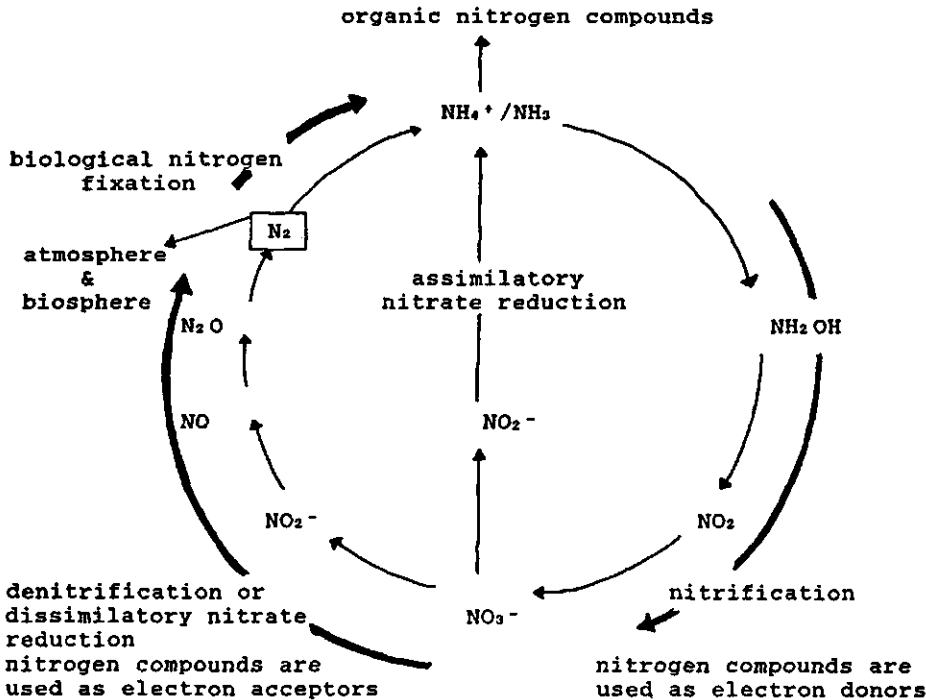 organic nitrogen compounds
NH₄⁺/NH₃
biological nitrogen
fixation
N₂
atmosphere
&
biosphere
assimilatory
nitrate reduction
N₂O
NH₂OH
NO
NO₂⁻
NO₂⁻
NO₂
denitrification or
dissimilatory nitrate
reduction
nitrogen compounds are
used as electron acceptors
NO₃⁻
nitrification
nitrogen compounds are
used as electron donors